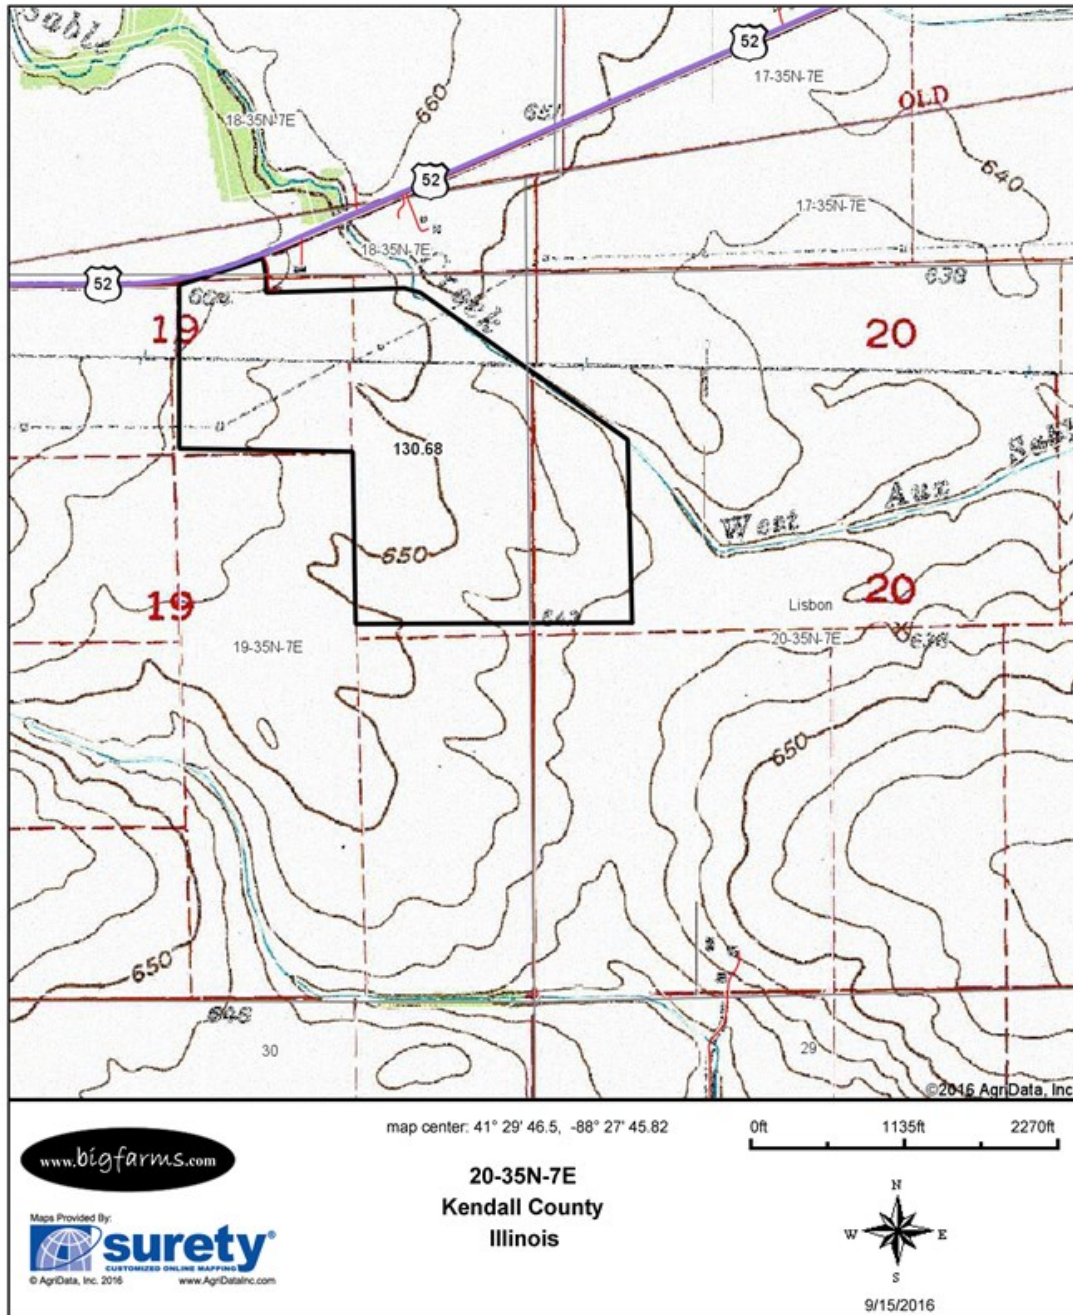 Sable
52
17-35N-7E
660
651
OLD
18-35N-7E
52
640
17-35N-7E
18-35N-7E
Creek
52
638
19
20
130.68
Aux
West
650
19
20
Lisbon
19-35N-7E
20-35N-7E
650
650
30
29
©2016 AgriData, Inc
map center: 41° 29' 46.5, -88° 27' 45.82
0ft 1135ft 2270ft
www.bigfarms.com
20-35N-7E
Kendall County
Illinois
Maps Provided By:
surety®
CUSTOMIZED ONLINE MAPPING
© AgriData, Inc. 2016 www.AgriDataInc.com
N
W E
S
9/15/2016